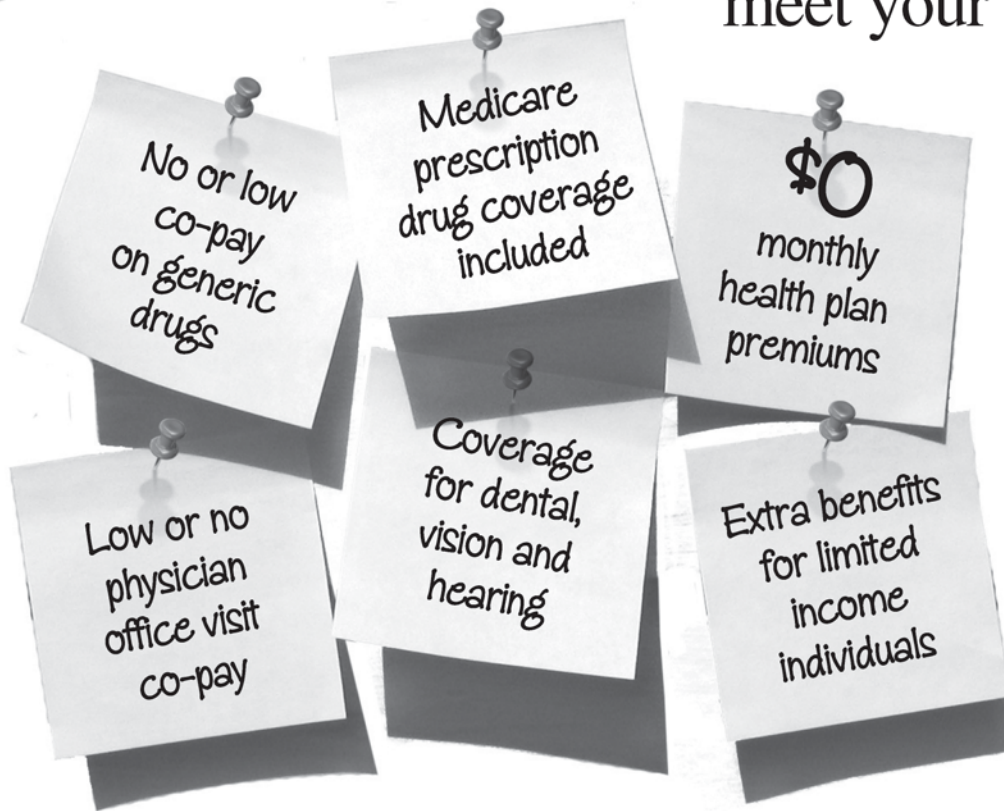 meet your
No or low
co-pay
on generic
drugs
Medicare
prescription
drug coverage
included
$0
monthly
health plan
premiums
Low or no
physician
office visit
co-pay
Coverage
for dental,
vision and
hearing
Extra benefits
for limited
income
individuals